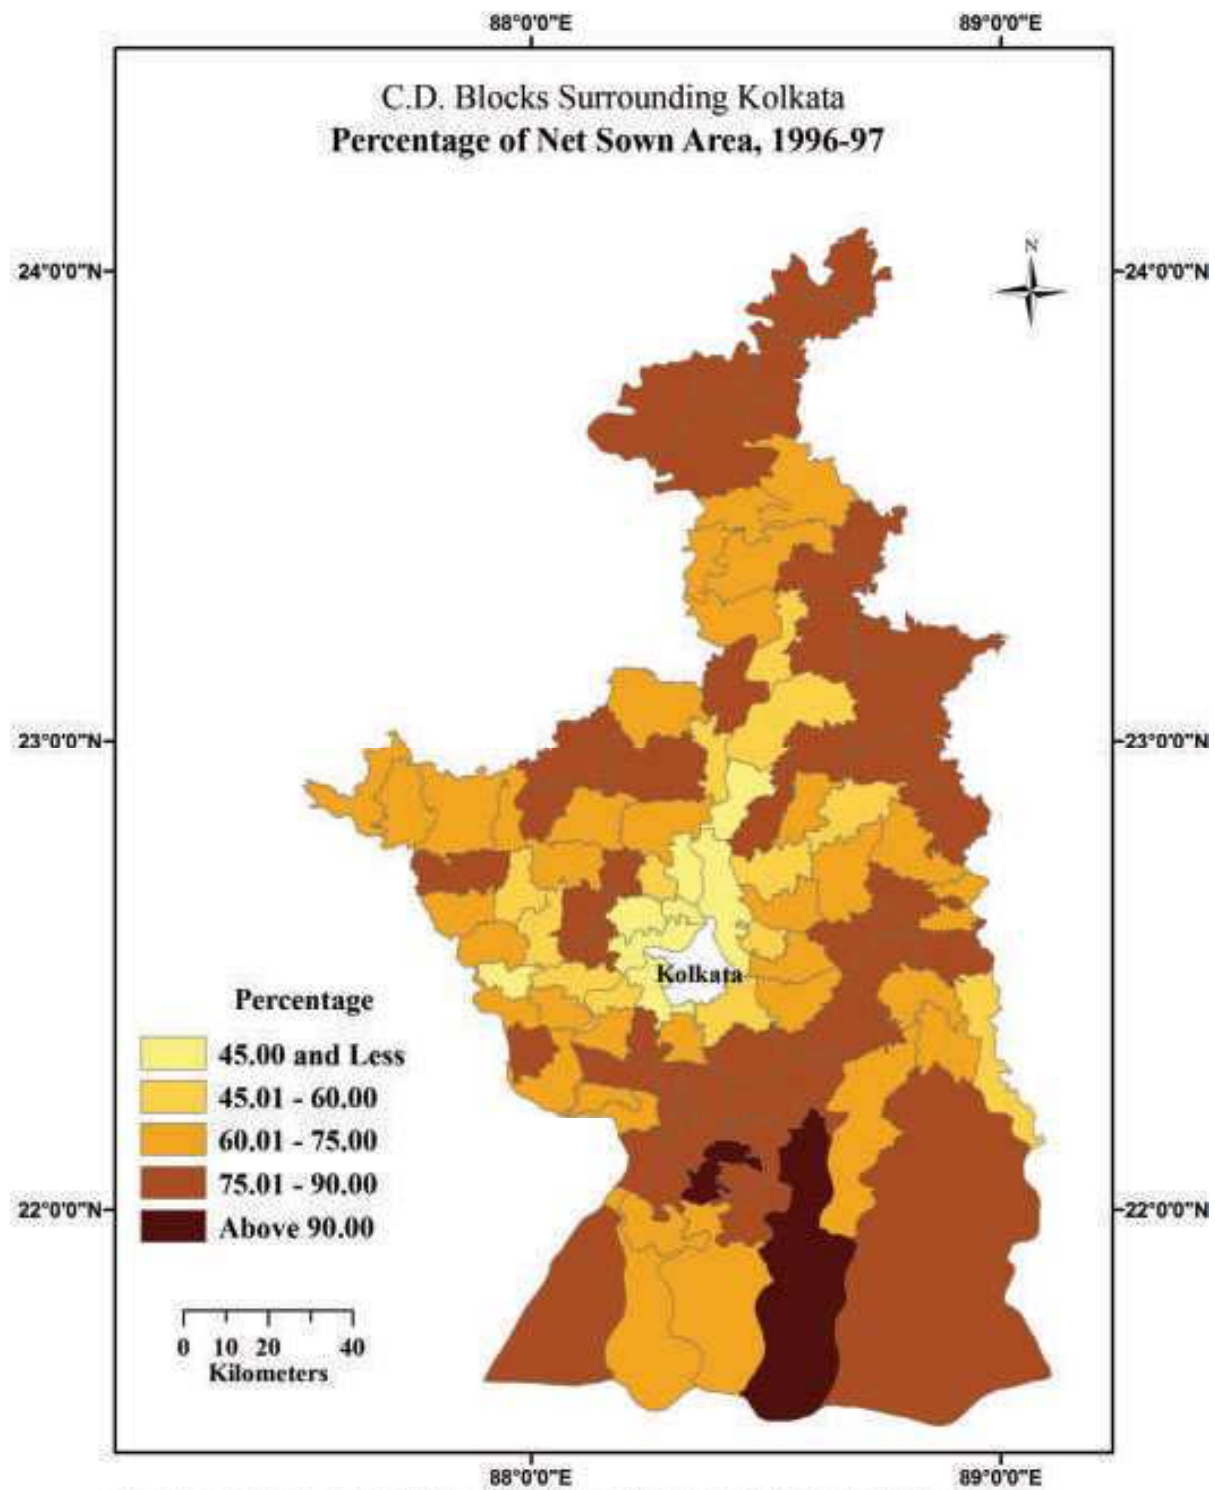 88°0'0"E 89°0'0"E
C.D. Blocks Surrounding Kolkata
Percentage of Net Sown Area, 1996-97
N
24°0'0"N 24°0'0"N
23°0'0"N 23°0'0"N
Kolkata
Percentage
45.00 and Less
45.01 - 60.00
60.01 - 75.00
75.01 - 90.00
22°0'0"N 22°0'0"N
Above 90.00
0 10 20 40
Kilometers
88°0'0"E 89°0'0"E